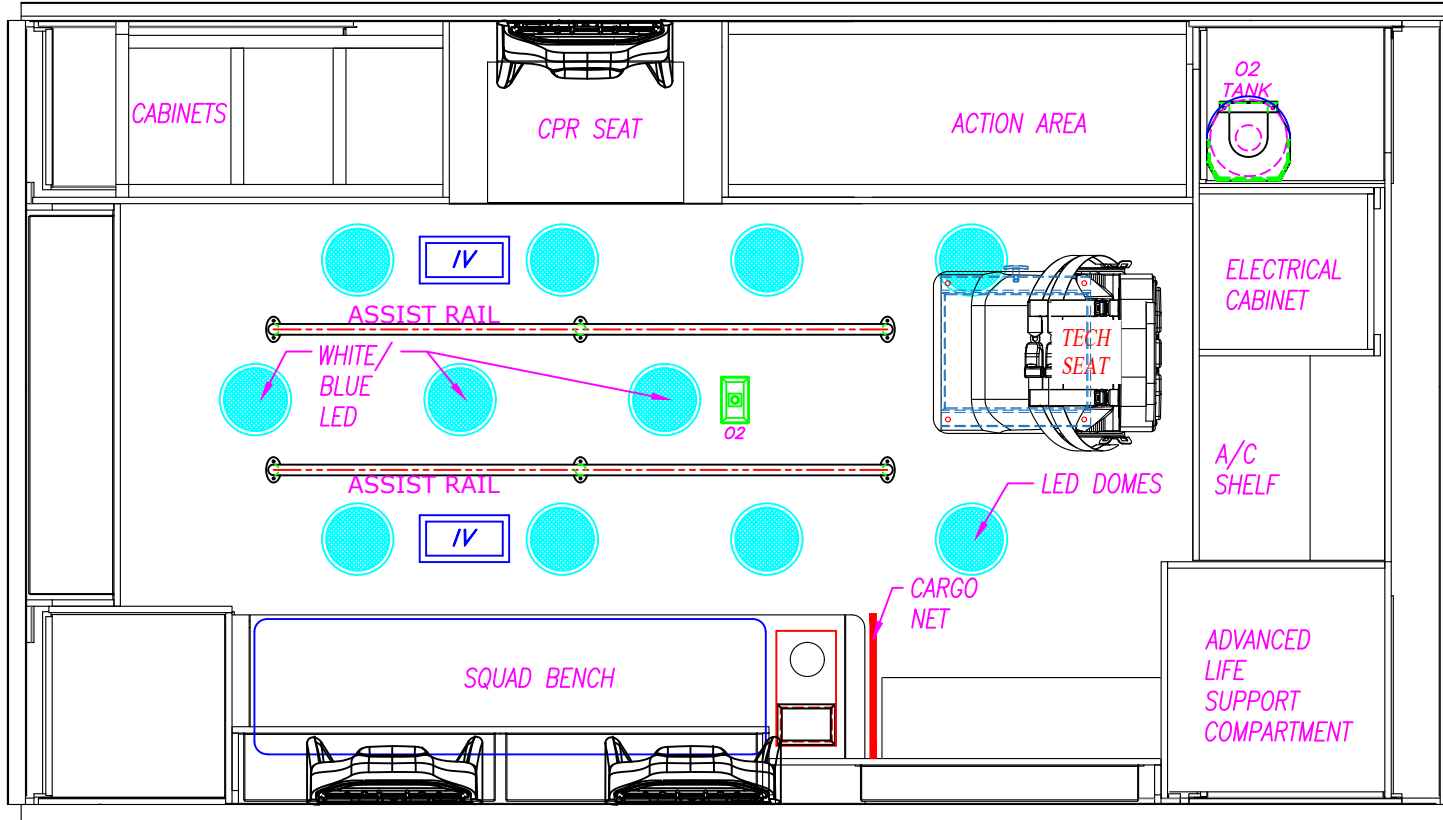 O2
TANK
CABINETS
CPR SEAT
ACTION AREA
IV
ELECTRICAL
CABINET
ASSIST RAIL
WHITE/
BLUE
LED
TECH
SEAT
O2
A/C
SHELF
ASSIST RAIL
LED DOMES
IV
CARGO
NET
SQUAD BENCH
ADVANCED
LIFE
SUPPORT
COMPARTMENT